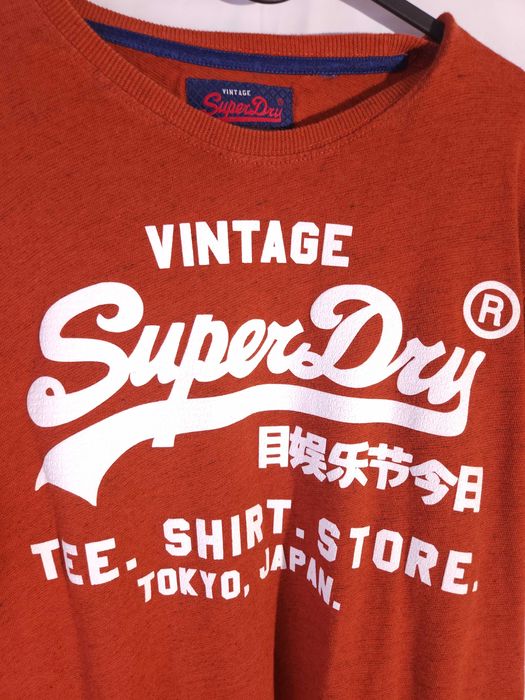 VINTAGE
SuperDry
VINTAGE
SuperDry®
目娱乐节今日
TEE. SHIRT. STORE.
TOKYO, JAPAN.